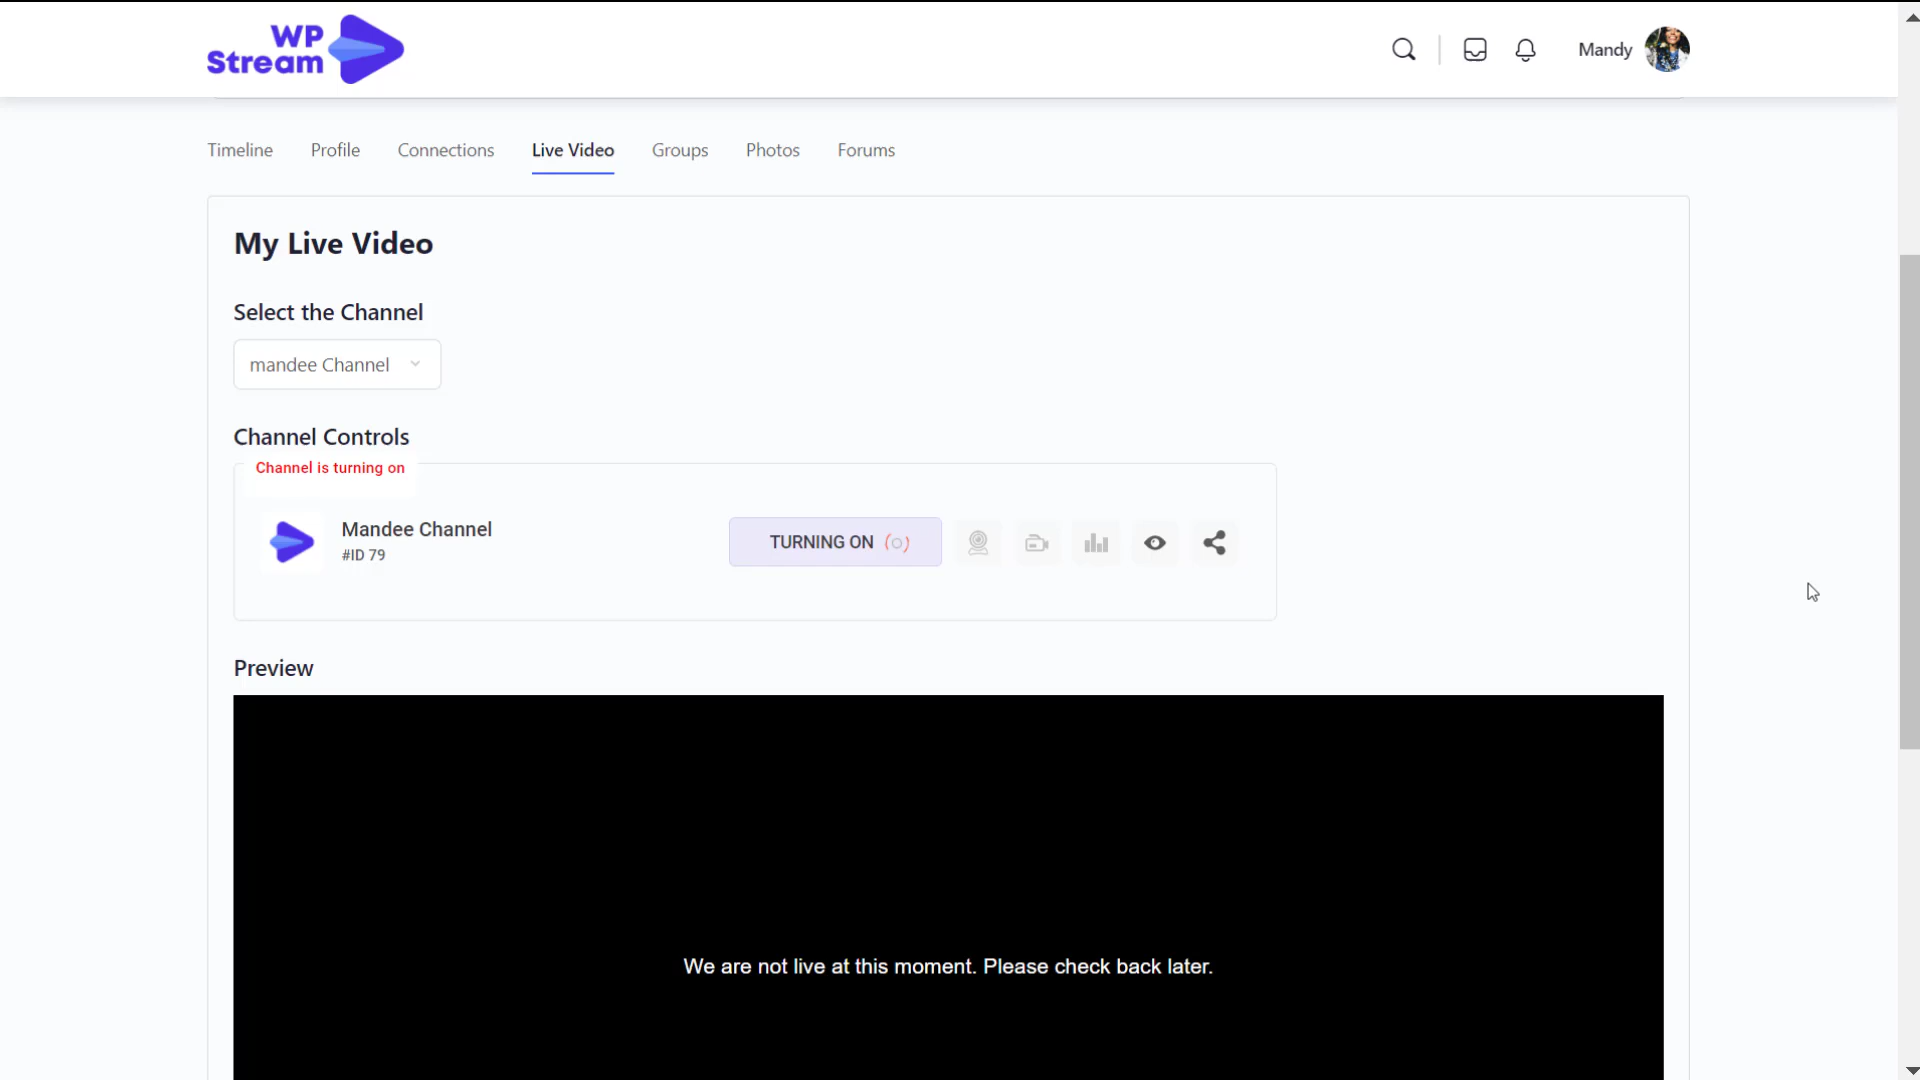 WP
Stream
Mandy
Timeline
Profile
Connections
Live Video
Groups
Photos
Forums
My Live Video
Select the Channel
mandee Channel
Channel Controls
Channel is turning on
Mandee Channel
#ID 79
TURNING ON
Preview
We are not live at this moment. Please check back later.